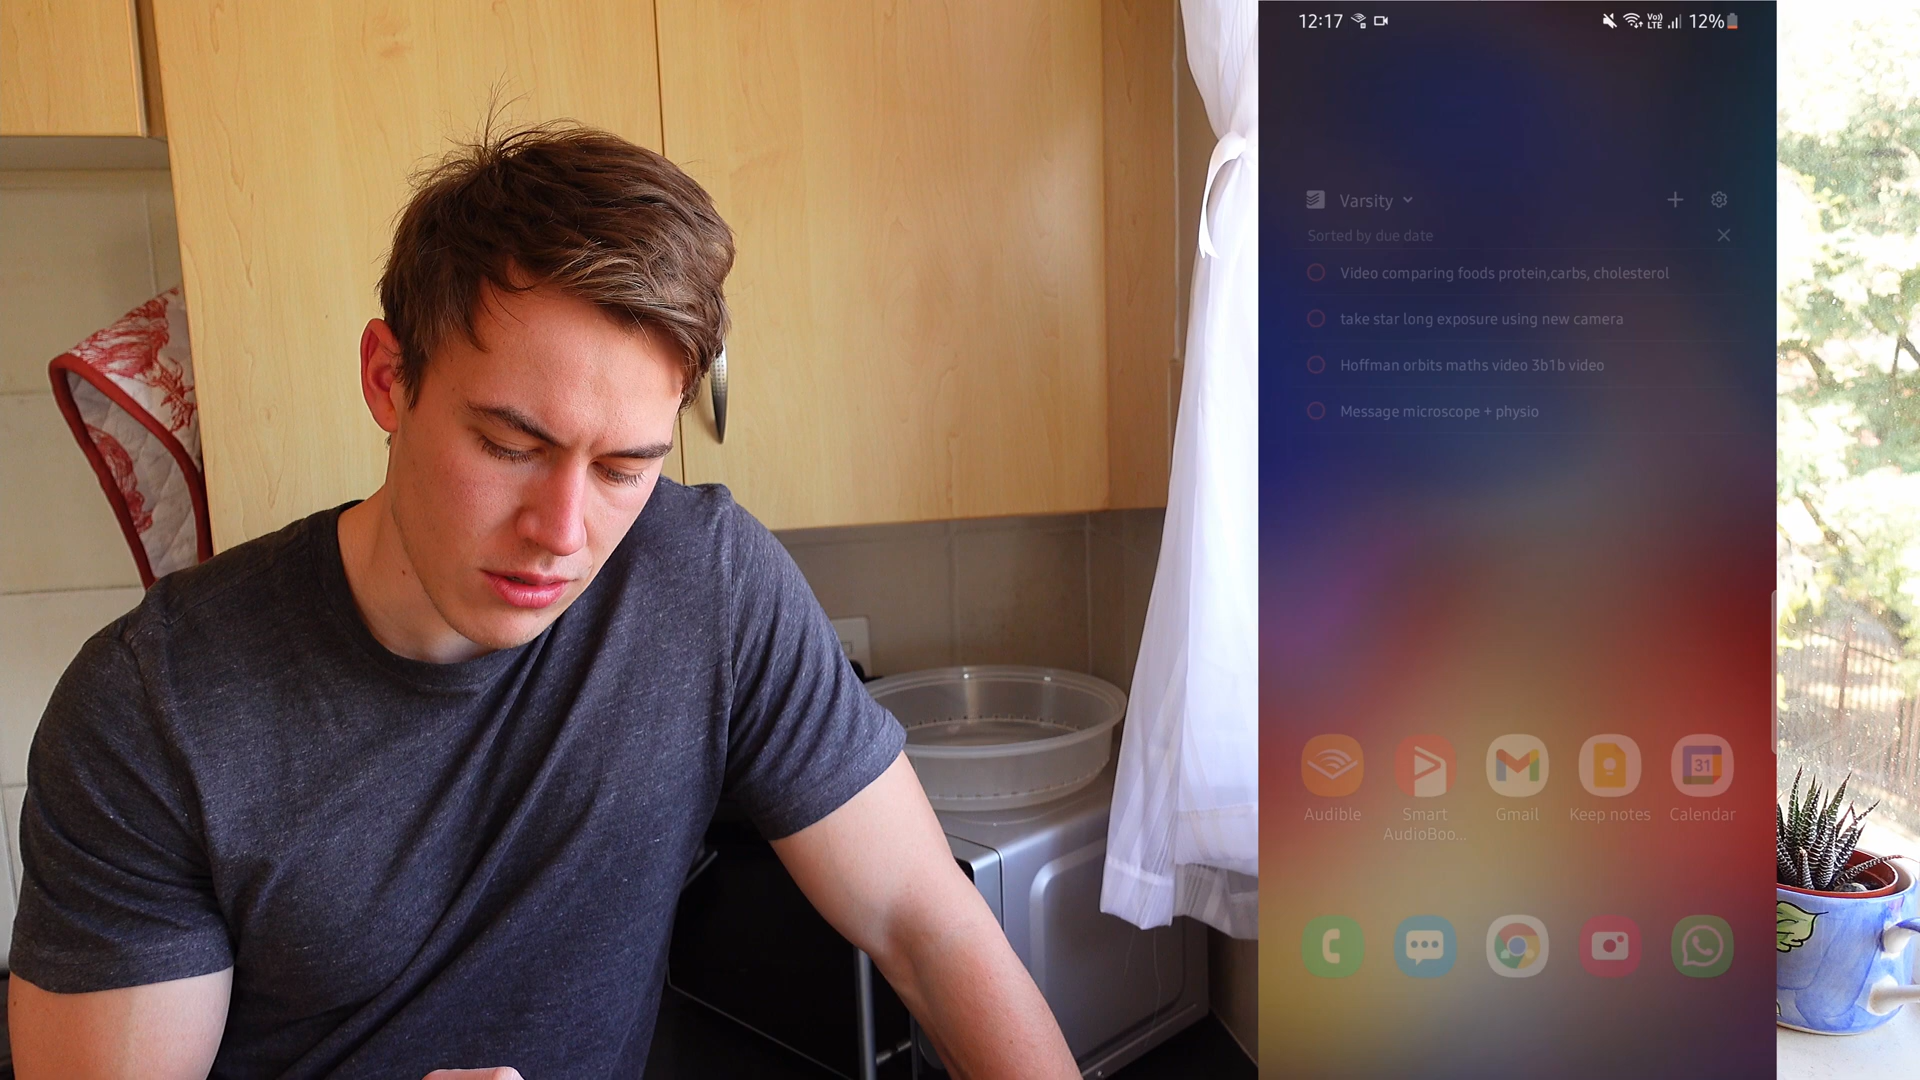 12:17
Vo)) LTE 12%
Varsity
Sorted by due date
Video comparing foods protein,carbs, cholesterol
take star long exposure using new camera
Hoffman orbits maths video 3b1b video
Message microscope + physio
31
Audible
Smart AudioBoo...
Gmail
Keep notes
Calendar